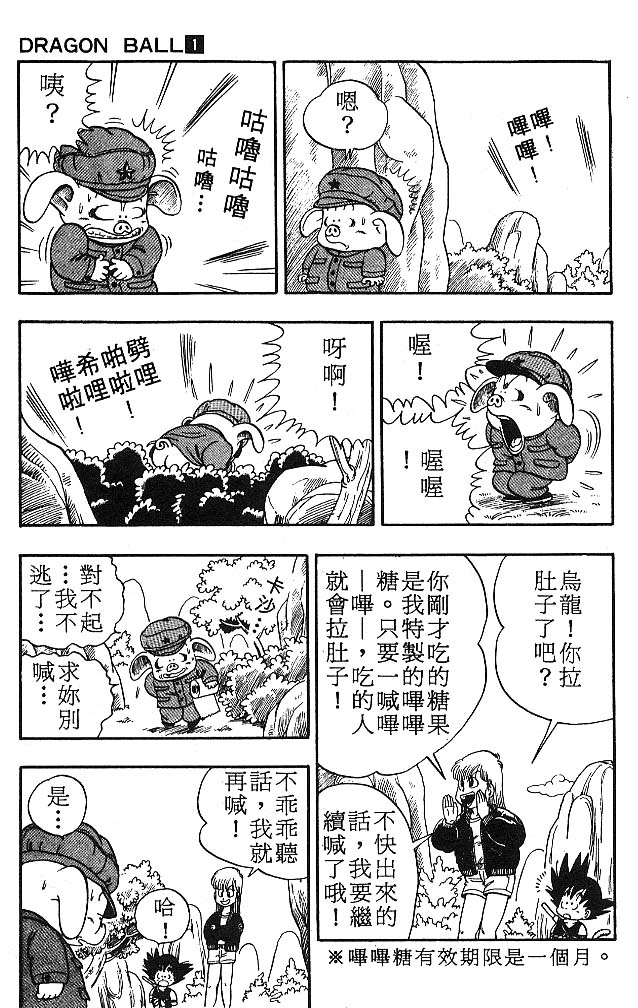 DRAGON BALL 1
嗶！
嗶！
嗯？
咦？
咕嚕咕嚕
咕嚕…
喔！
喔喔！
呀啊！
劈哩！
啪啦
希哩
嘩啦！
烏龍！你拉
肚子了吧？
你剛才吃的糖果
是我特製的嗶嗶
糖。只要一喊嗶
－嗶－，吃的人
就會拉肚子！
不快出來的
話，我要繼
續喊了哦！
※嗶嗶糖有效期限是一個月。
卡沙…
對不起
…我不
逃了…
求妳別
喊…
不乖乖聽
話，我就
再喊！
哈！
是…